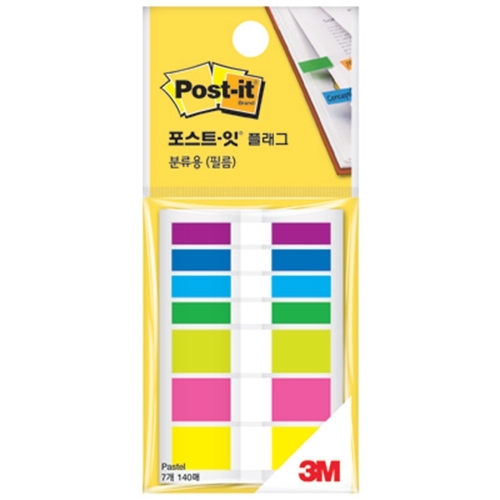 Post-it
Brand
포스트-잇® 플래그
분류용 (필름)
Concept
Pastel
7개 140매
3M